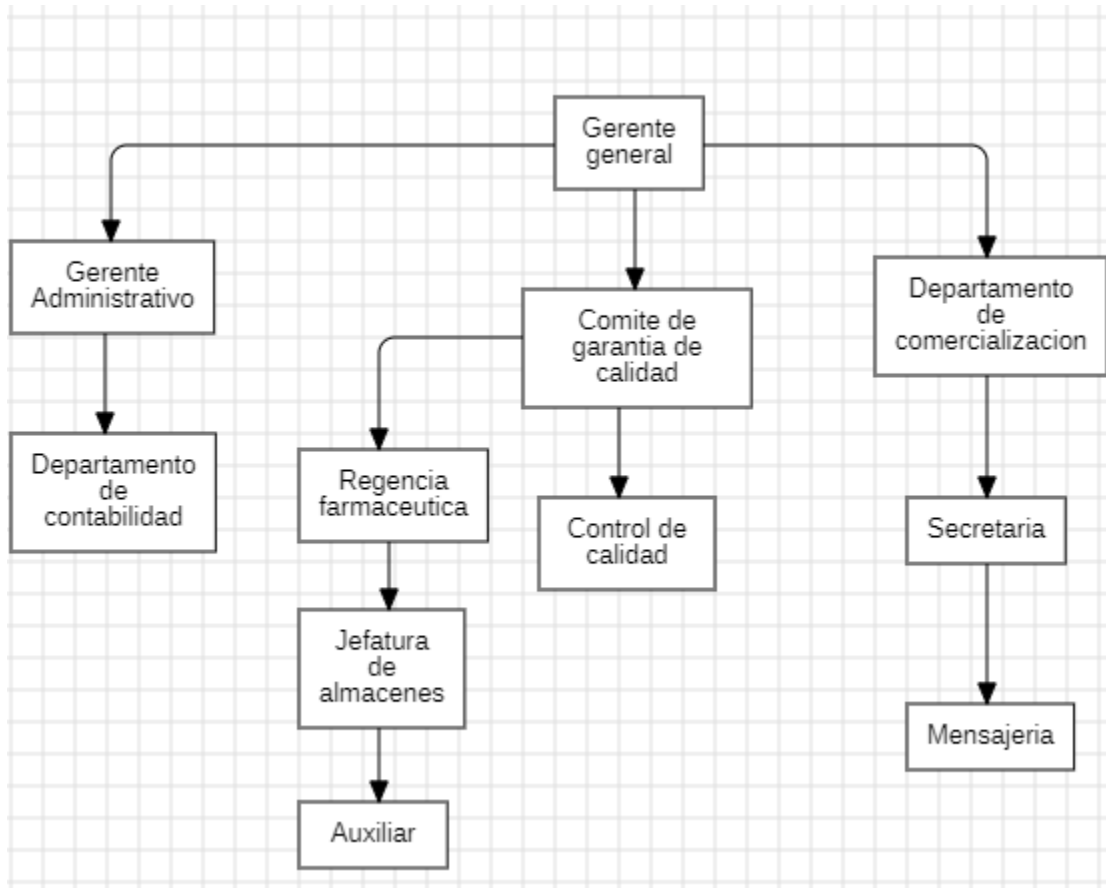 Gerente
general
Gerente
Administrativo
Departamento
de
comercializacion
Comite de
garantia de
calidad
Departamento
de
contabilidad
Regencia
farmaceutica
Control de
calidad
Secretaria
Jefatura
de
almacenes
Mensajeria
Auxiliar